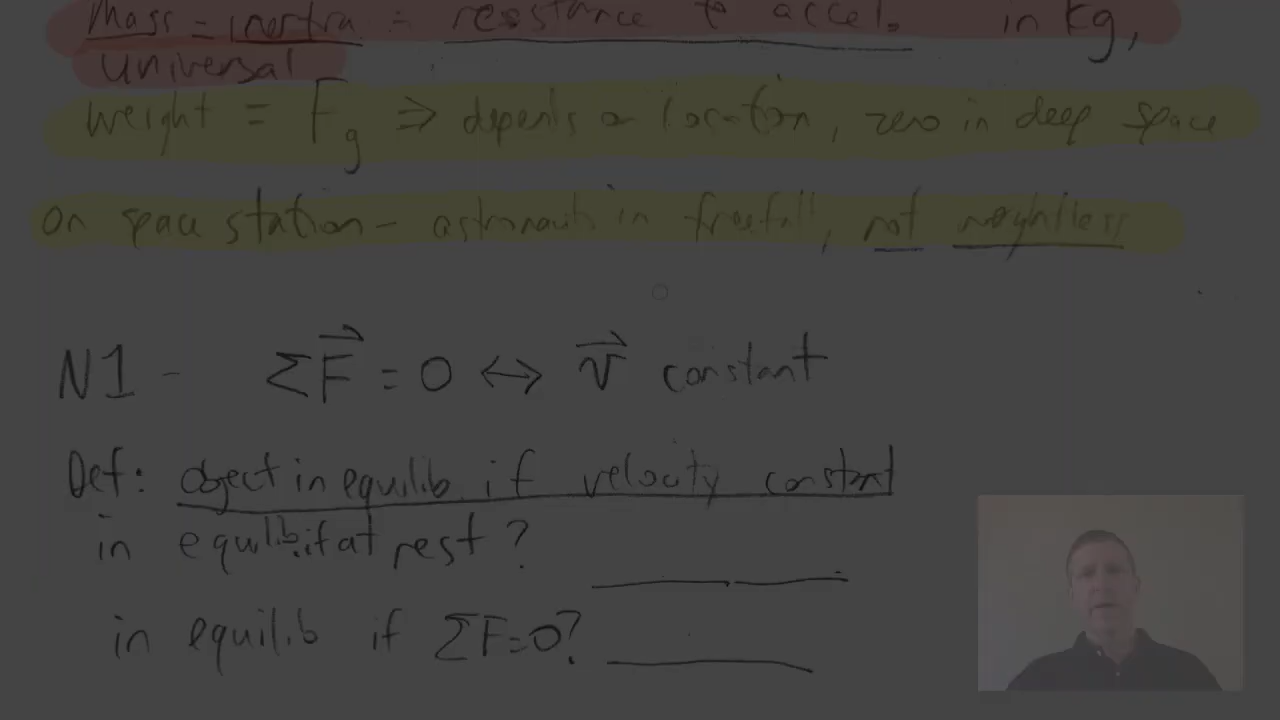 Mass = inertia = resistance to accel. in kg,
universal
weight = Fg ⇒ depends on location, zero in deep space
on space station - astronauts in freefall, not weightless
N1 - ΣF⃗ = 0 ↔ v⃗ constant
Def: object in equilib. if velocity constant
in equilib. if at rest?
in equilib if ΣF=0?